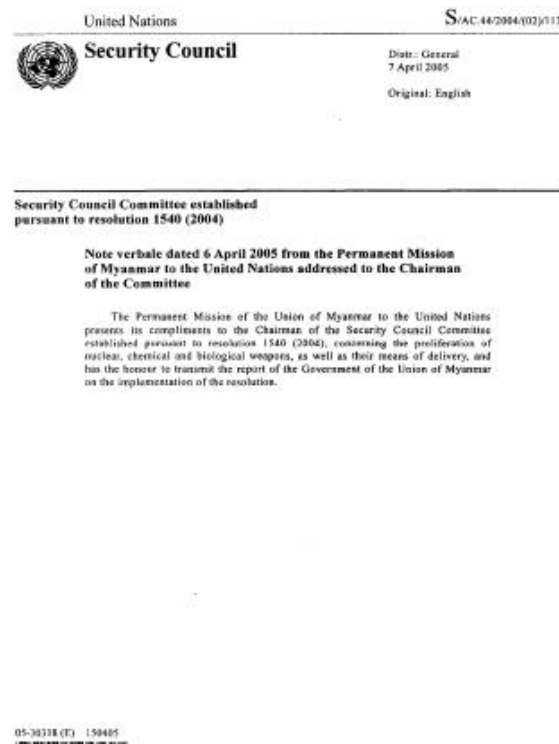 United Nations
S/AC.44/2004/(02)/117
Security Council
Distr.: General
7 April 2005
Original: English
Security Council Committee established
pursuant to resolution 1540 (2004)
Note verbale dated 6 April 2005 from the Permanent Mission
of Myanmar to the United Nations addressed to the Chairman
of the Committee
The Permanent Mission of the Union of Myanmar to the United Nations
presents its compliments to the Chairman of the Security Council Committee
established pursuant to resolution 1540 (2004), concerning the proliferation of
nuclear, chemical and biological weapons, as well as their means of delivery, and
has the honour to transmit the report of the Government of the Union of Myanmar
on the implementation of the resolution.
05-30318 (E) 150405